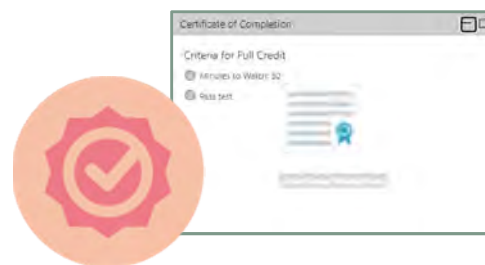 Certificate of Completion
Criteria for Full Credit
Minutes to Watch: 30
Pass test